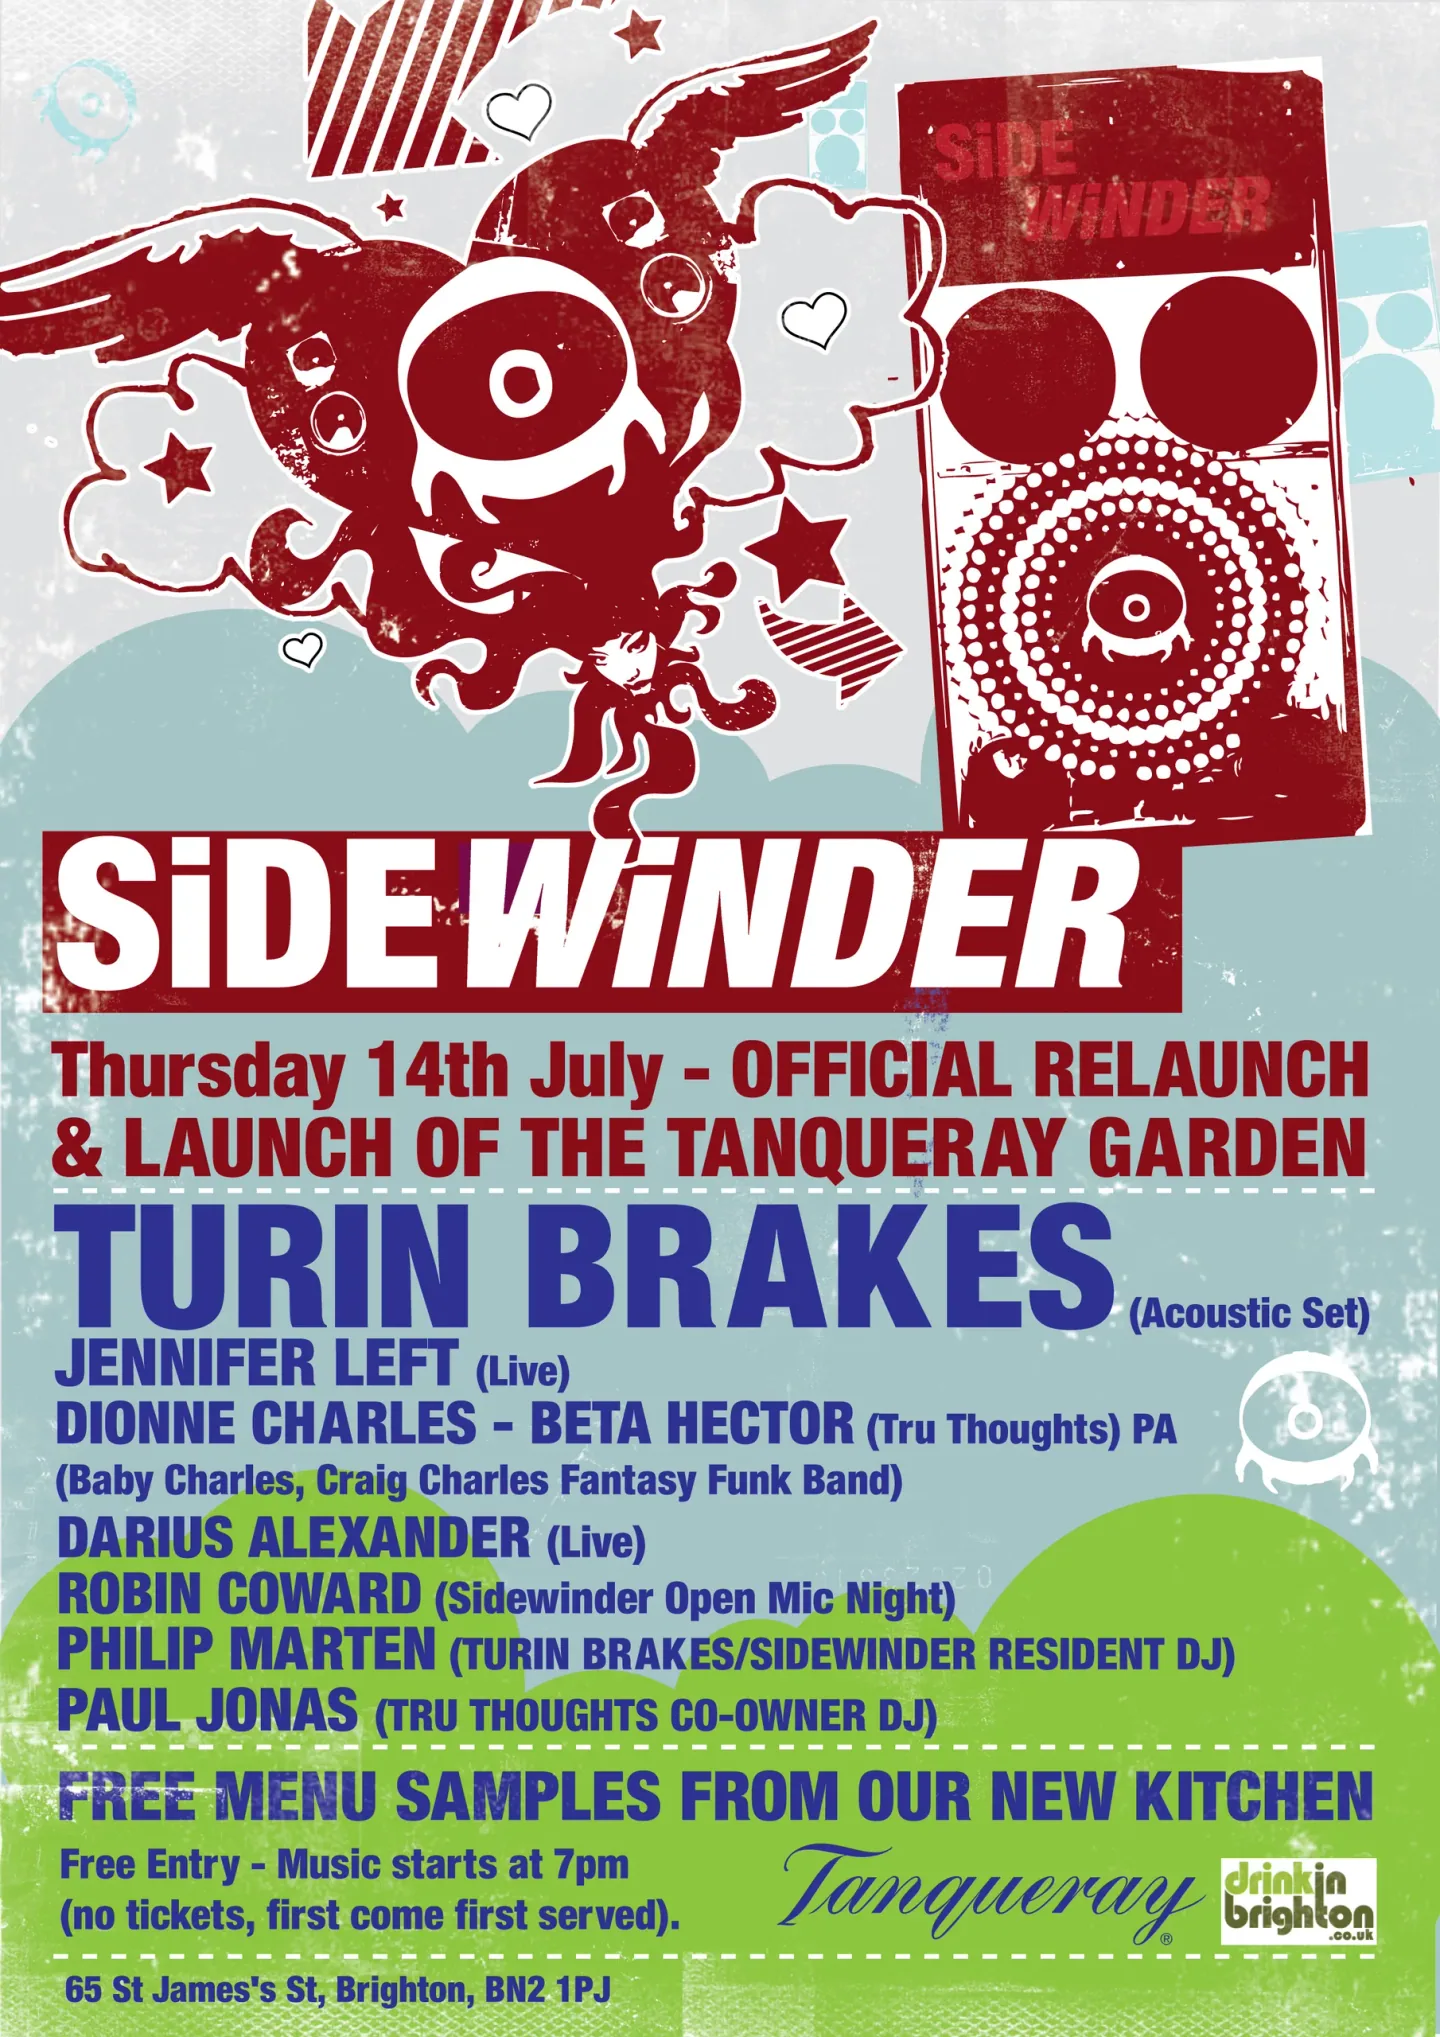 SiDE
WiNDER
SiDEWiNDER
Thursday 14th July - OFFICIAL RELAUNCH
& LAUNCH OF THE TANQUERAY GARDEN
TURIN BRAKES (Acoustic Set)
JENNIFER LEFT (Live)
DIONNE CHARLES - BETA HECTOR (Tru Thoughts) PA
(Baby Charles, Craig Charles Fantasy Funk Band)
DARIUS ALEXANDER (Live)
ROBIN COWARD (Sidewinder Open Mic Night)
PHILIP MARTEN (TURIN BRAKES/SIDEWINDER RESIDENT DJ)
PAUL JONAS (TRU THOUGHTS CO-OWNER DJ)
FREE MENU SAMPLES FROM OUR NEW KITCHEN
Free Entry - Music starts at 7pm
(no tickets, first come first served).
Tanqueray ®
drinkin
brighton
.co.uk
65 St James's St, Brighton, BN2 1PJ